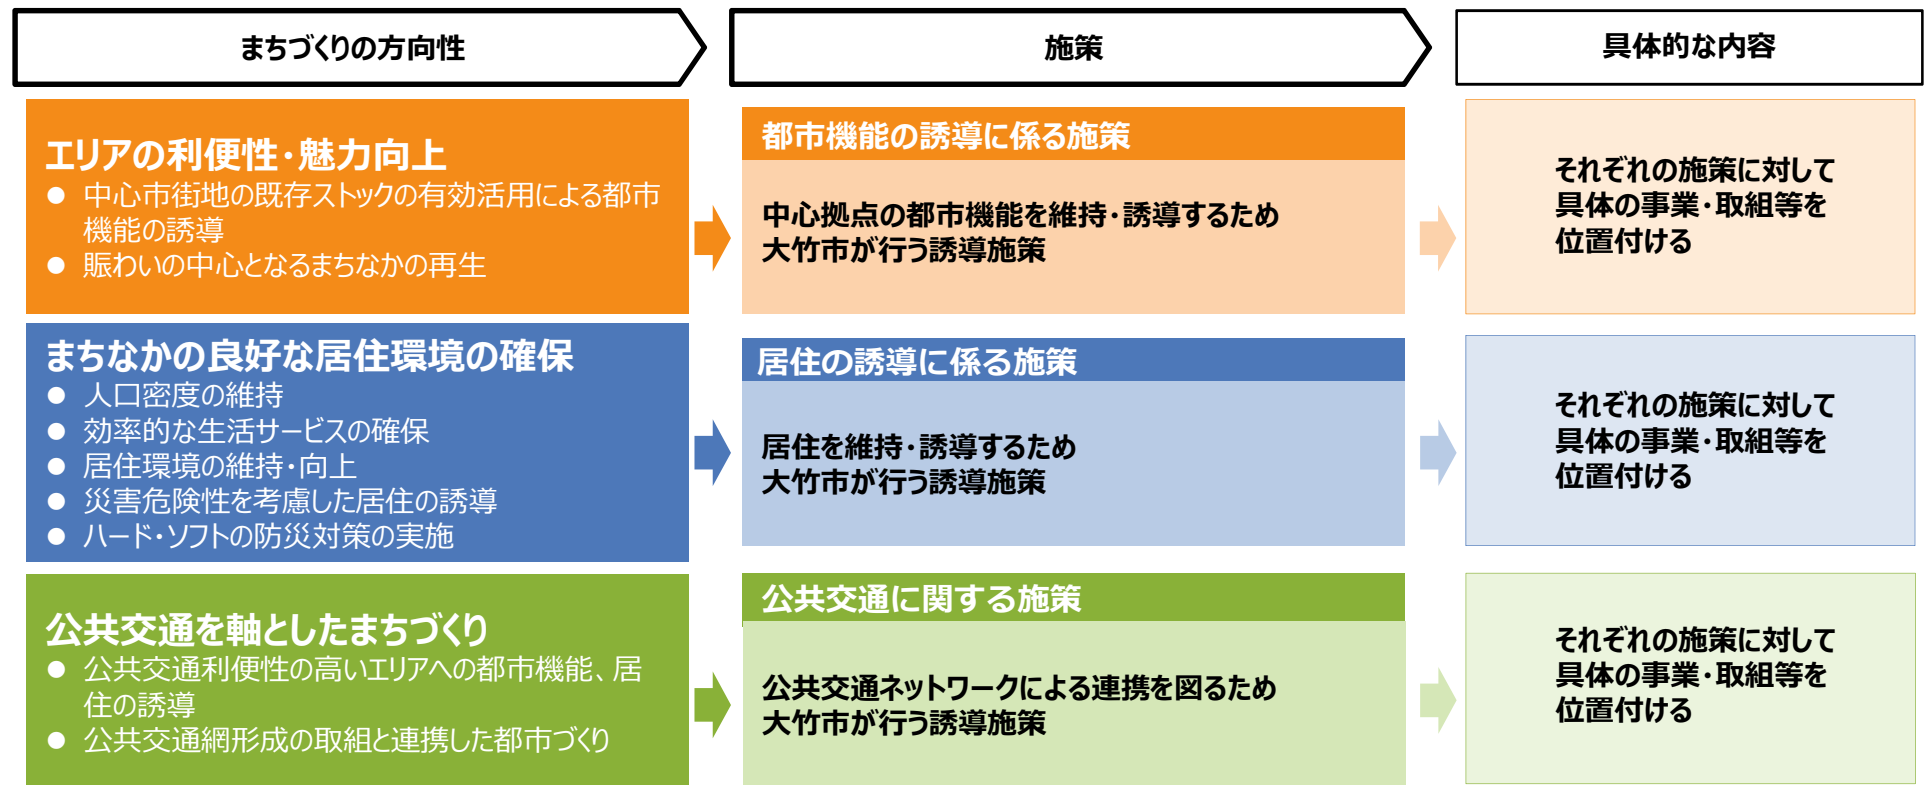 まちづくりの方向性
施策
具体的な内容
エリアの利便性・魅力向上
● 中心市街地の既存ストックの有効活用による都市
機能の誘導
● 賑わいの中心となるまちなかの再生
都市機能の誘導に係る施策
中心拠点の都市機能を維持・誘導するため
大竹市が行う誘導施策
それぞれの施策に対して
具体の事業・取組等を
位置付ける
まちなかの良好な居住環境の確保
● 人口密度の維持
● 効率的な生活サービスの確保
● 居住環境の維持・向上
● 災害危険性を考慮した居住の誘導
● ハード・ソフトの防災対策の実施
居住の誘導に係る施策
居住を維持・誘導するため
大竹市が行う誘導施策
それぞれの施策に対して
具体の事業・取組等を
位置付ける
公共交通を軸としたまちづくり
● 公共交通利便性の高いエリアへの都市機能、居
住の誘導
● 公共交通網形成の取組と連携した都市づくり
公共交通に関する施策
公共交通ネットワークによる連携を図るため
大竹市が行う誘導施策
それぞれの施策に対して
具体の事業・取組等を
位置付ける